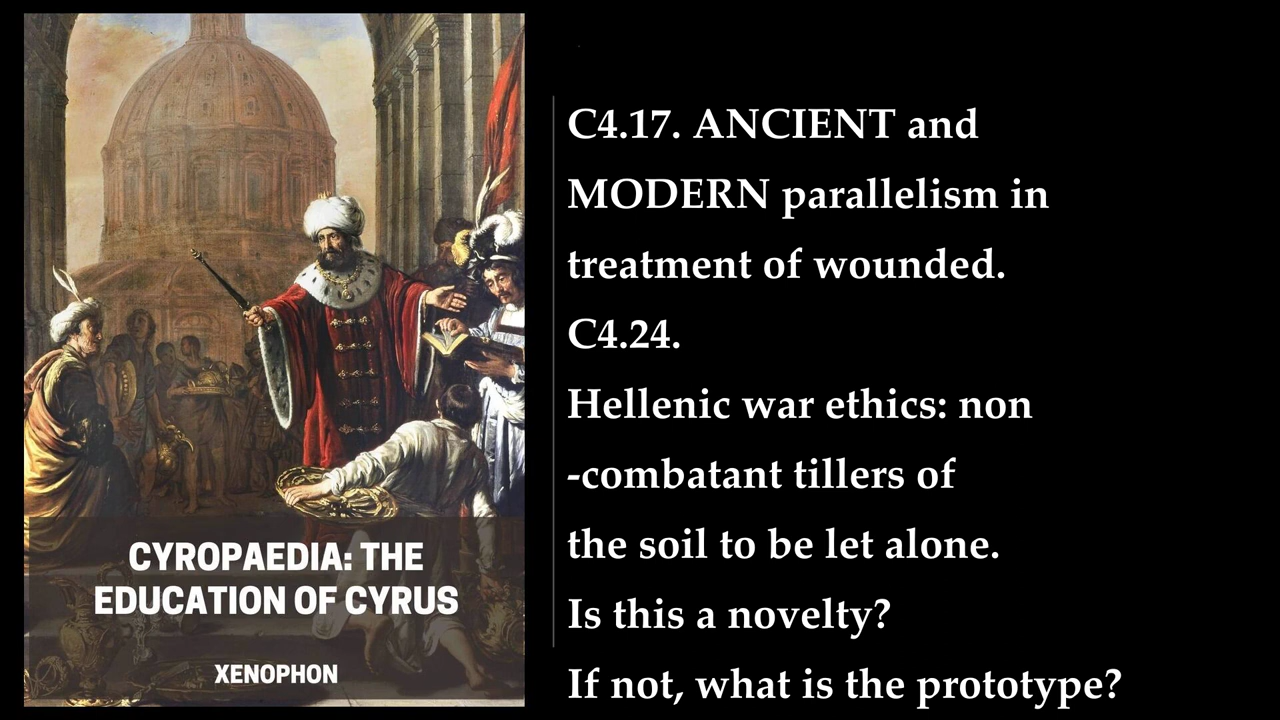 CYROPAEDIA: THE
EDUCATION OF CYRUS
XENOPHON
C4.17. ANCIENT and
MODERN parallelism in
treatment of wounded.
C4.24.
Hellenic war ethics: non
-combatant tillers of
the soil to be let alone.
Is this a novelty?
If not, what is the prototype?